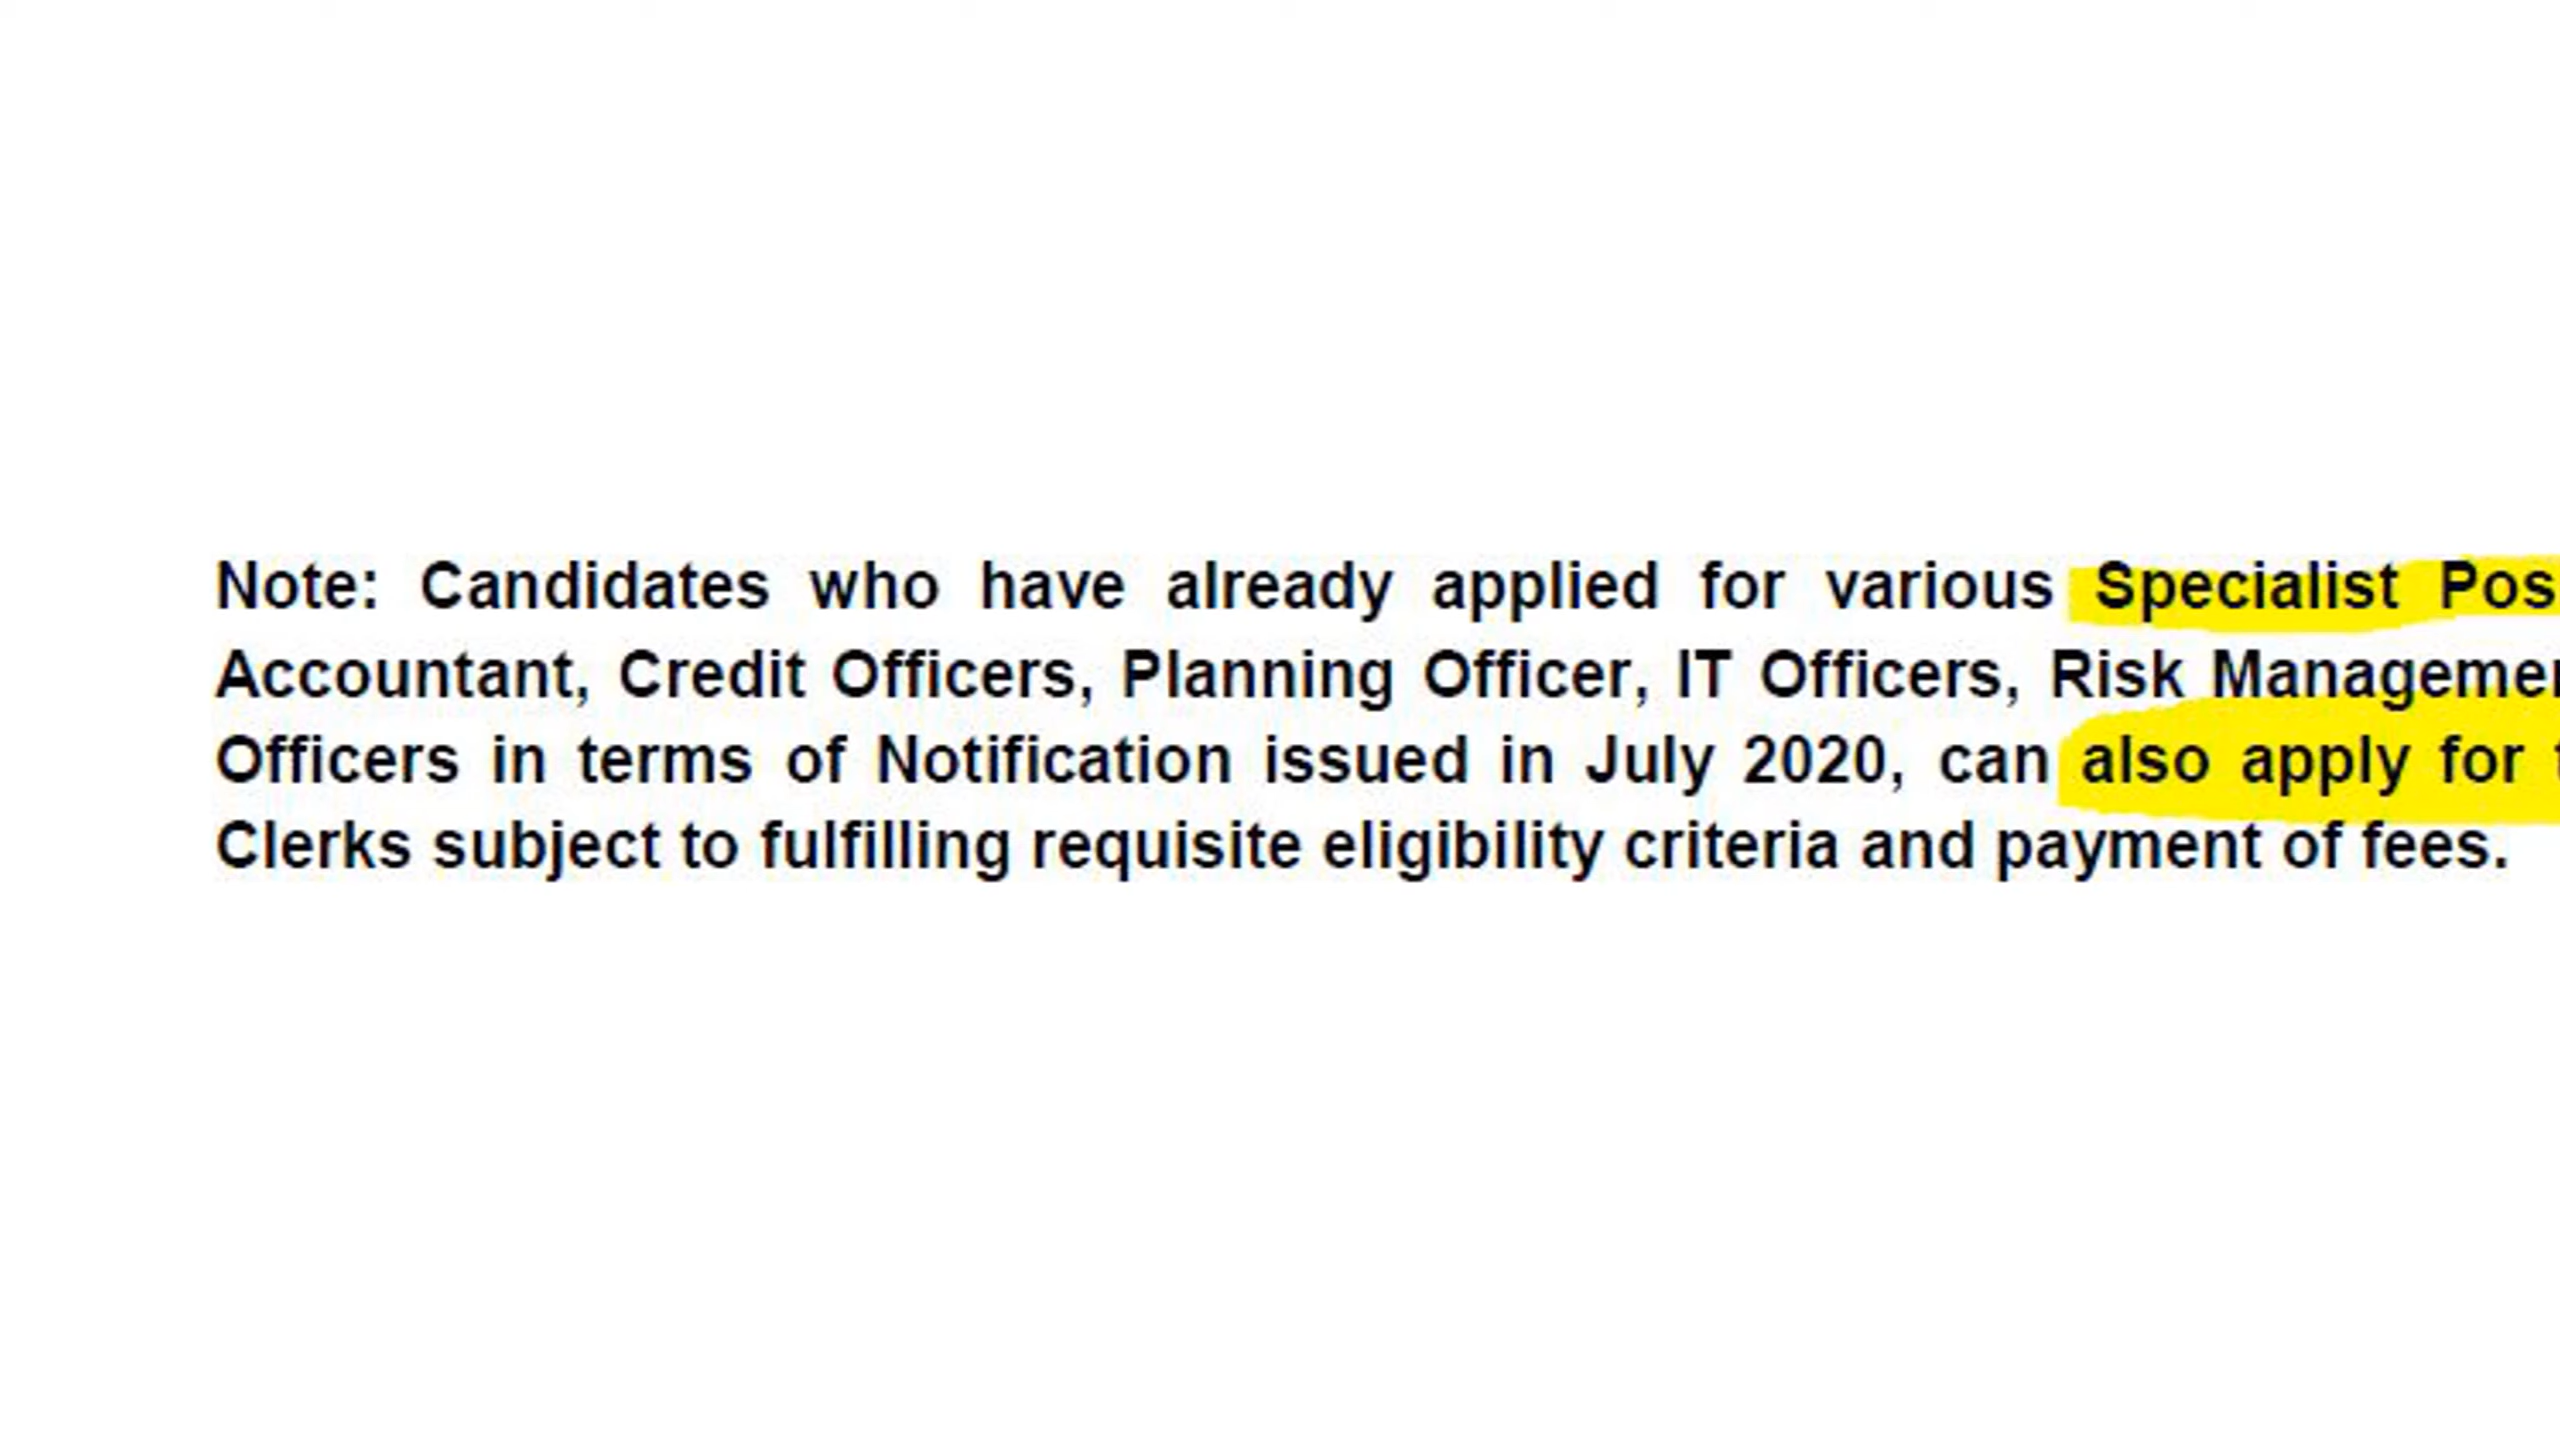 Note: Candidates who have already applied for various Specialist
Accountant, Credit Officers, Planning Officer, IT Officers, Risk
Officers in terms of Notification issued in July 2020, can also apply for
Clerks subject to fulfilling requisite eligibility criteria and payment of fees.